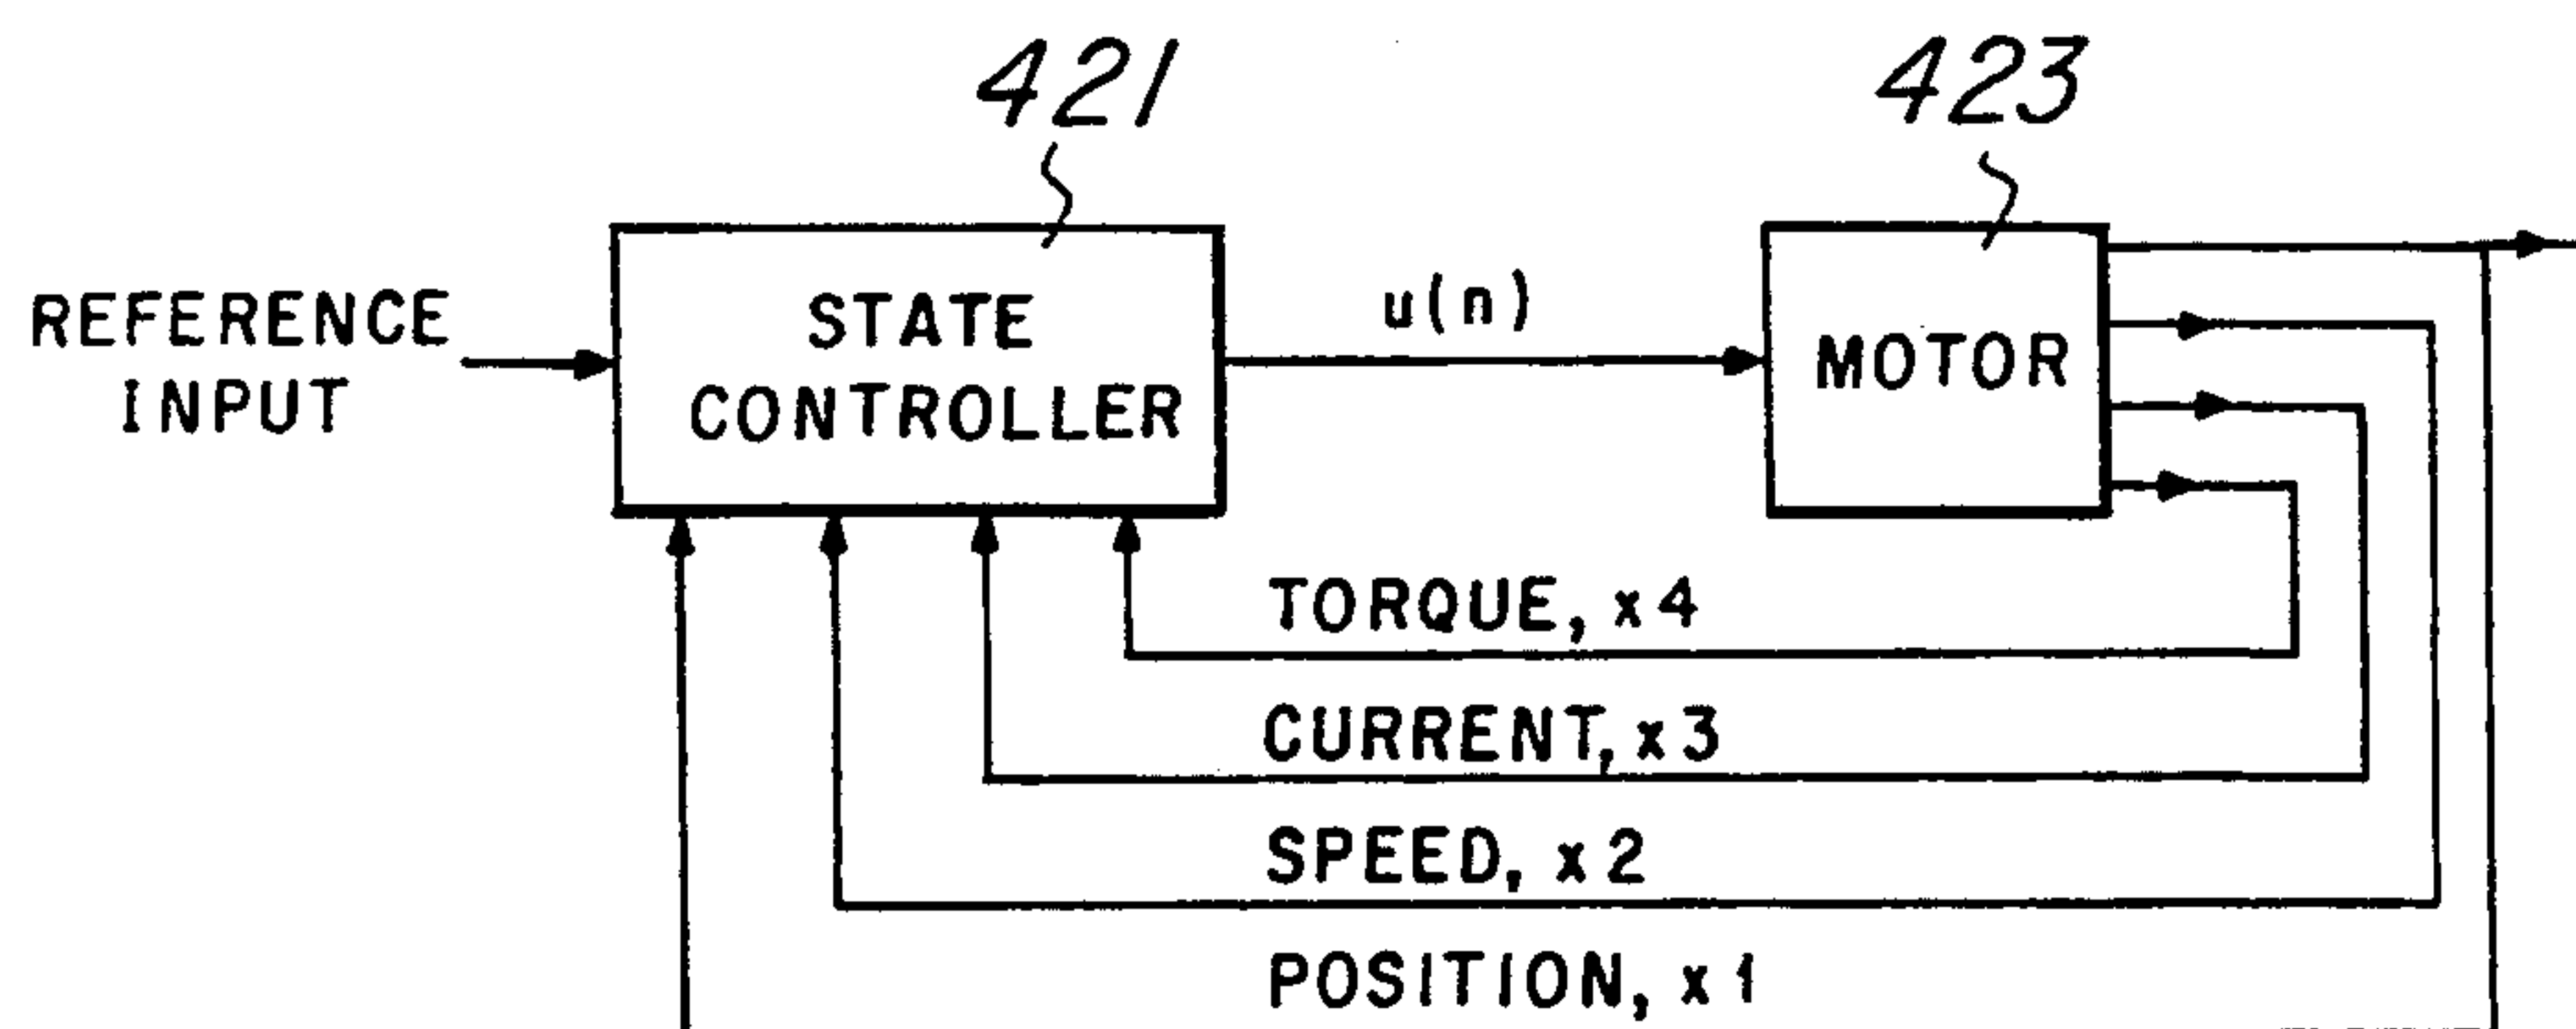 421
423
REFERENCE
INPUT
STATE
CONTROLLER
u(n)
MOTOR
TORQUE, x4
CURRENT, x3
SPEED, x2
POSITION, x1